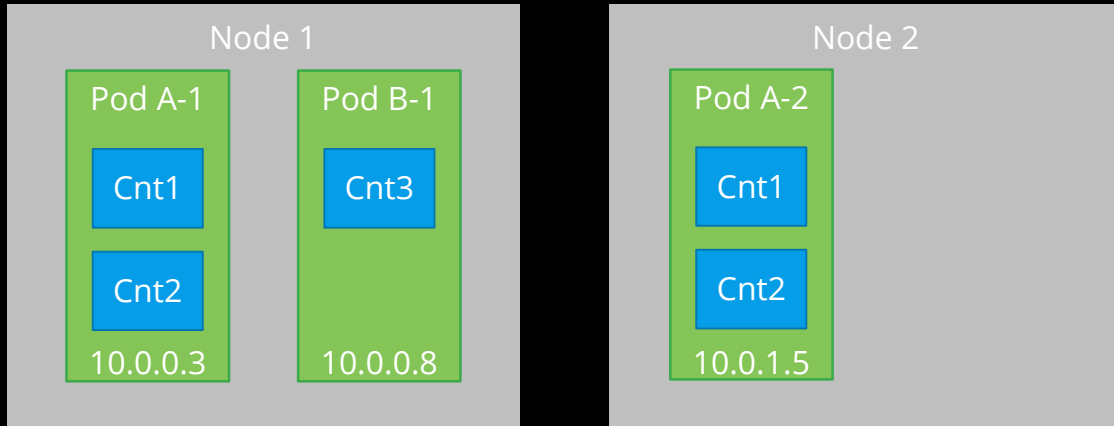 Node 1
Pod A-1
Cnt1
Cnt2
10.0.0.3
Pod B-1
Cnt3
10.0.0.8
Node 2
Pod A-2
Cnt1
Cnt2
10.0.1.5